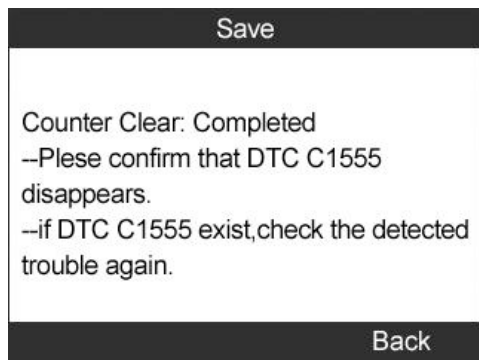 Save
Counter Clear: Completed
--Plese confirm that DTC C1555
disappears.
--if DTC C1555 exist,check the detected
trouble again.
Back